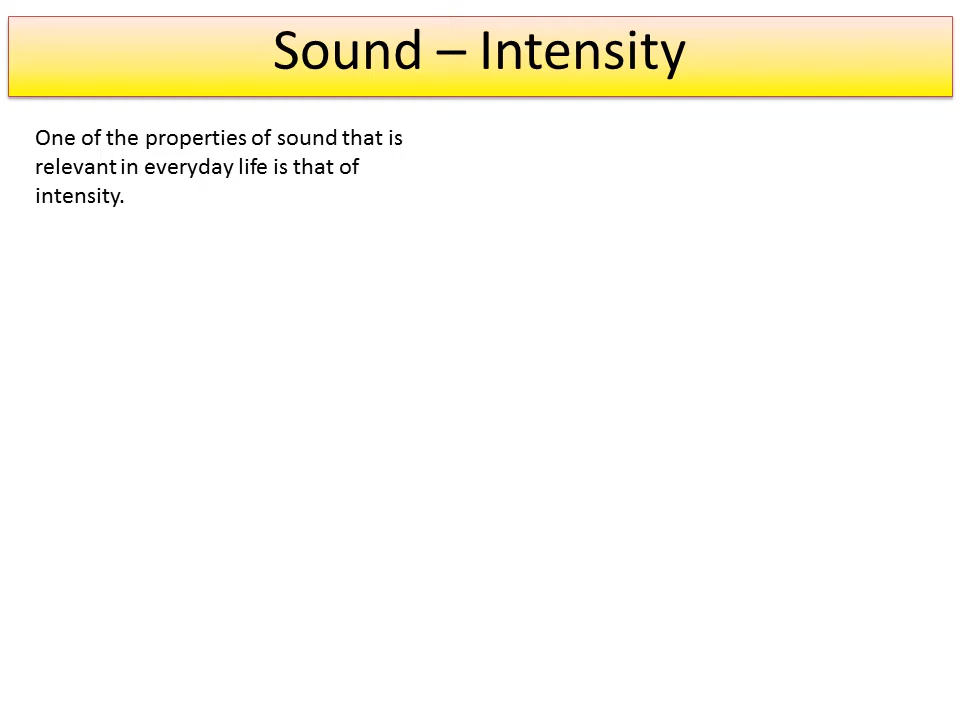 Sound – Intensity
One of the properties of sound that is
relevant in everyday life is that of
intensity.